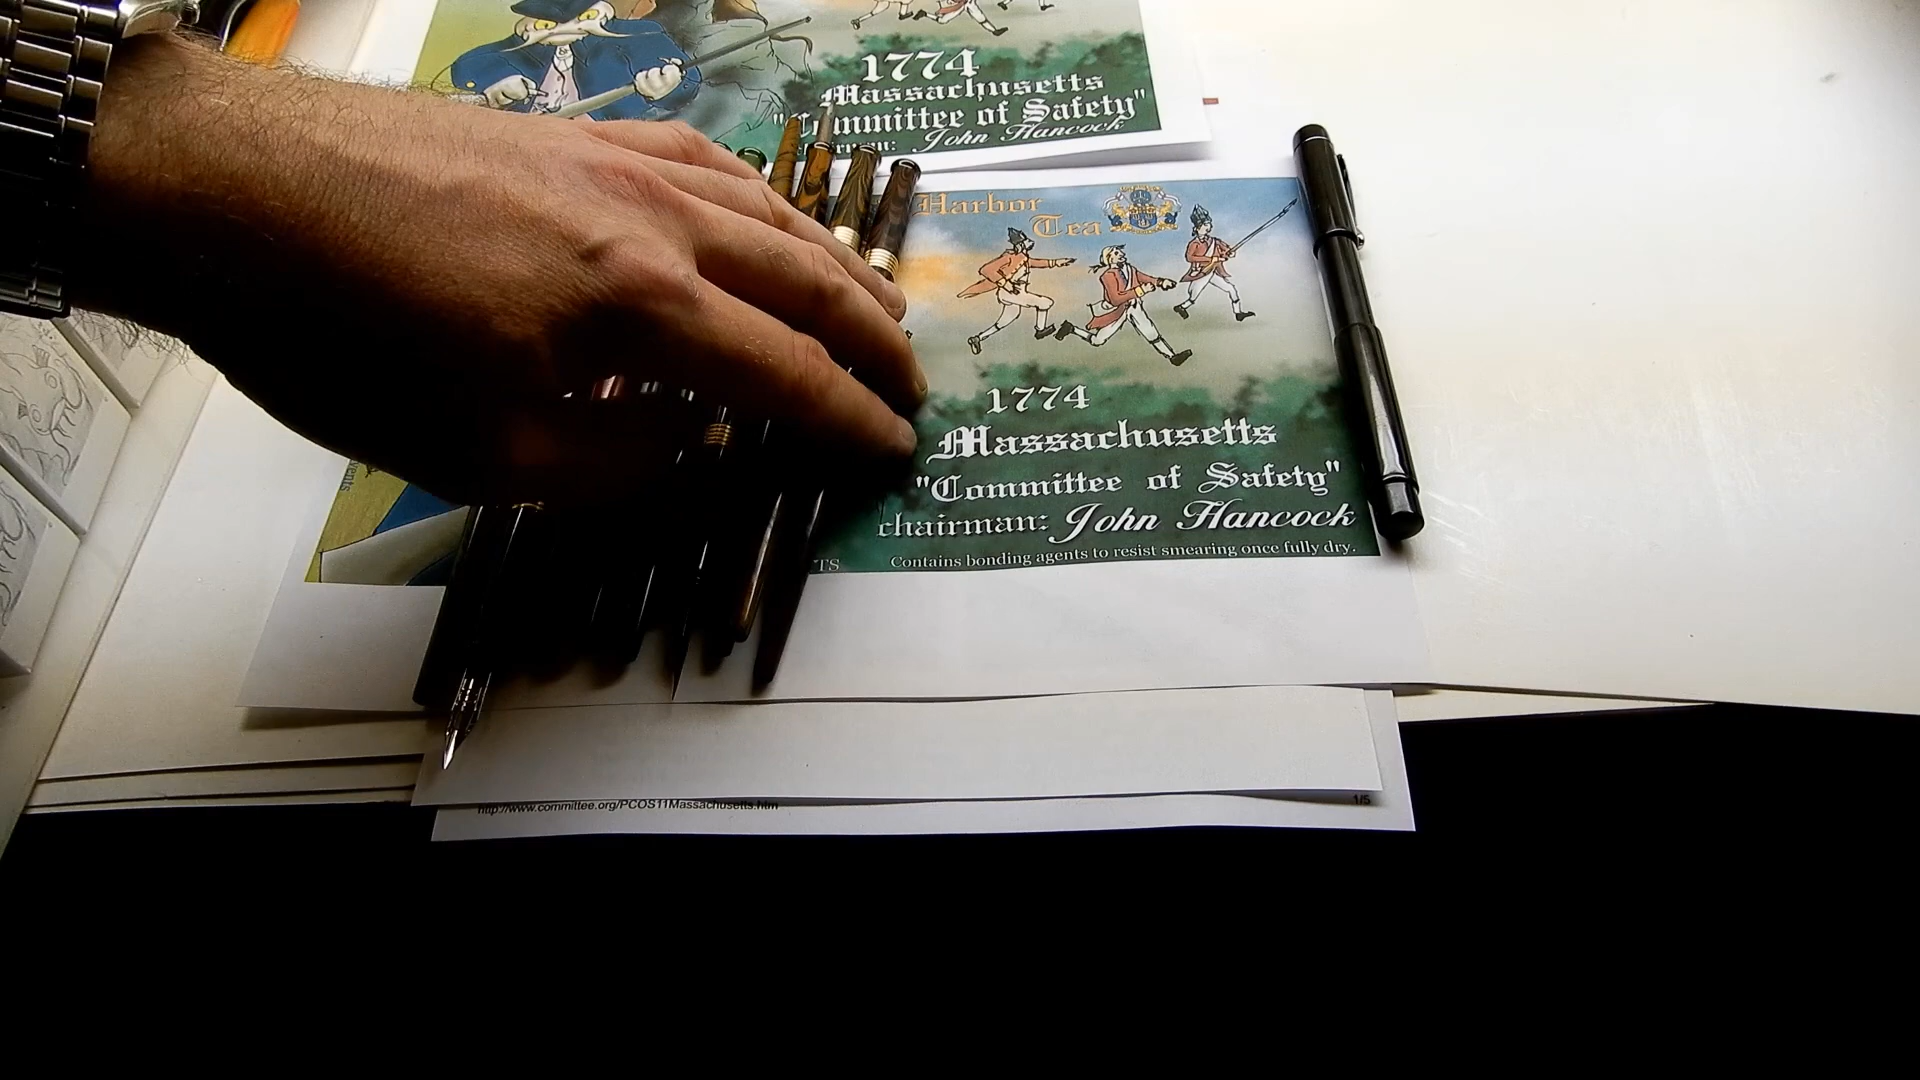 1774
Massachusetts
"Committee of Safety"
John Hancock
Harbor
Tea
1774
Massachusetts
"Committee of Safety"
chairman: John Hancock
Contains bonding agents to resist smearing once fully dry.
http://www.committee.org/PCOS11Massachusetts.htm
1/5